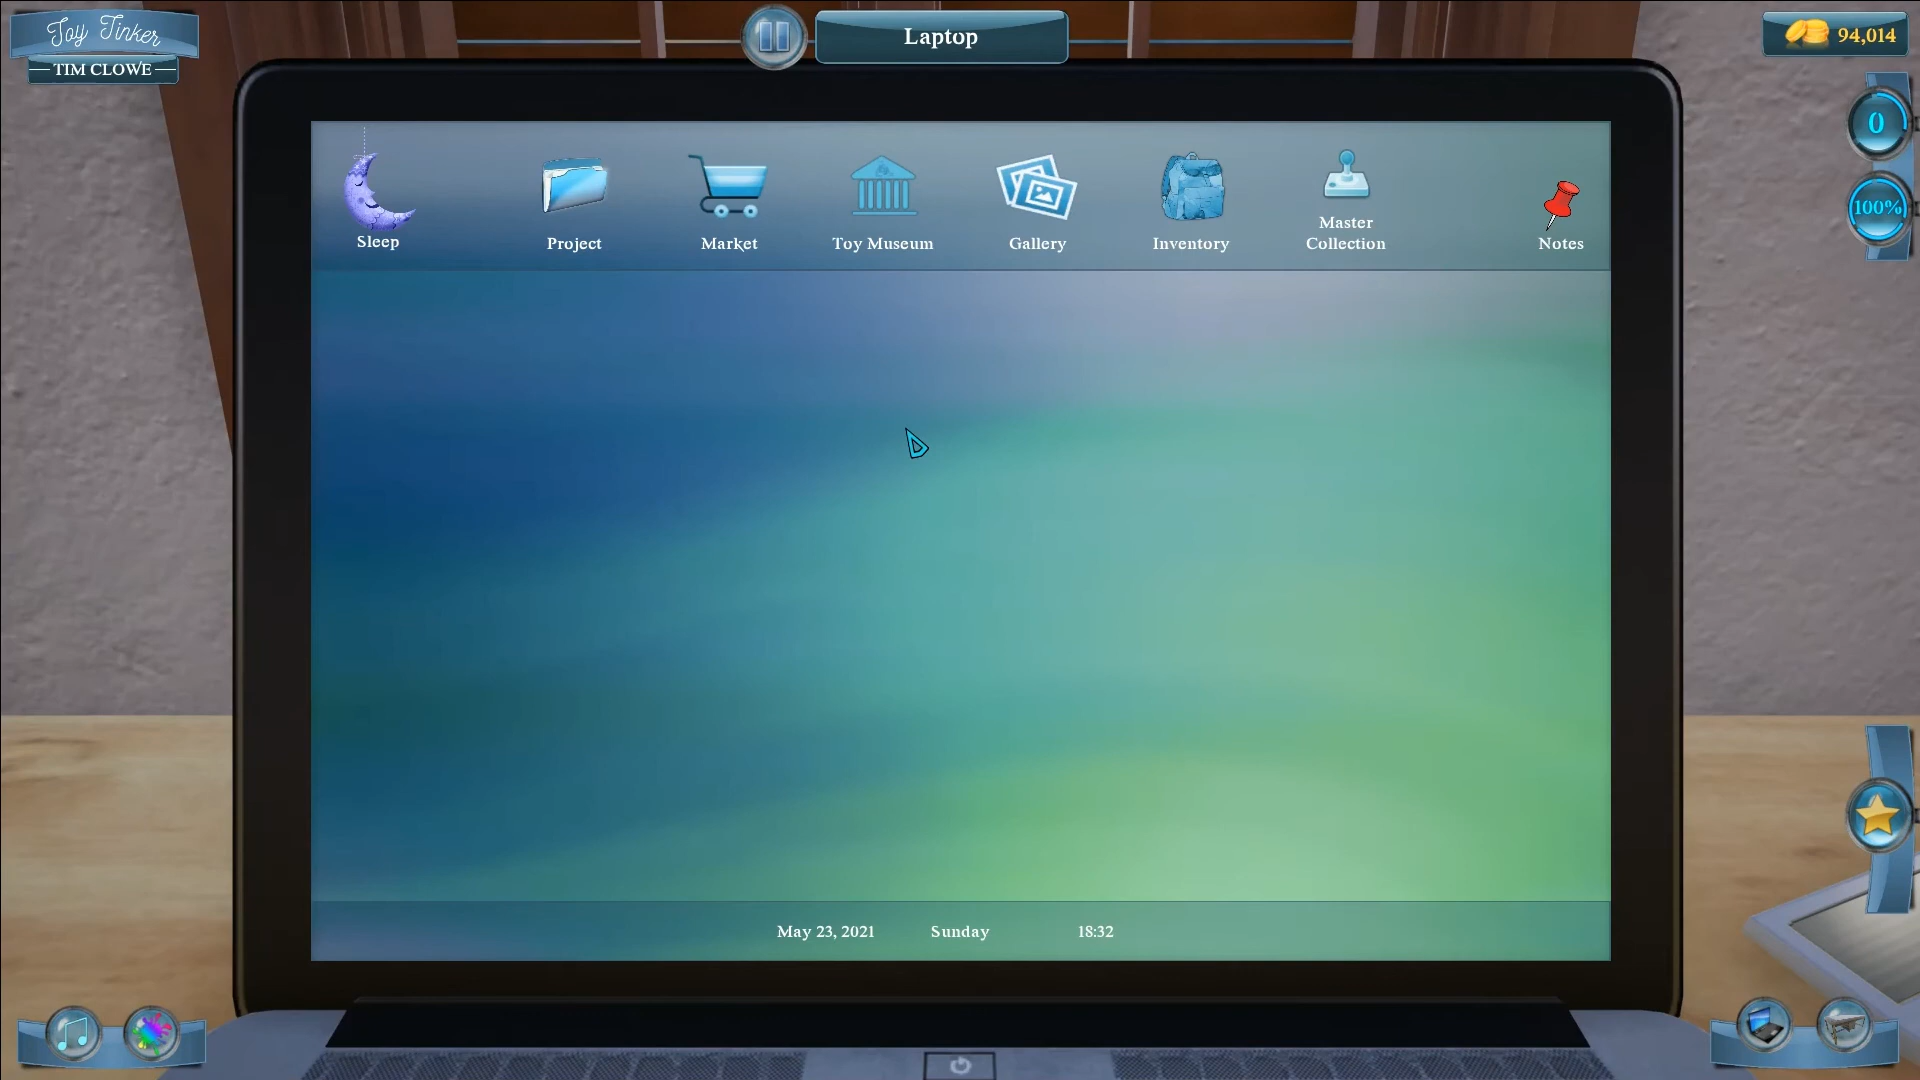 Toy Tinker
TIM CLOWE
Laptop
94,014
0
100%
Sleep
Project
Market
Toy Museum
Gallery
Inventory
Master
Collection
Notes
May 23, 2021 Sunday 18:32